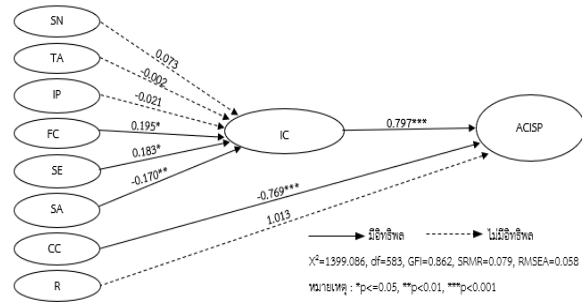 SN
0.073
TA
-0.002
IP
-0.021
FC
0.195*
SE
0.183*
SA
-0.170**
CC
-0.769***
R
1.013
IC
0.797***
ACISP
มีอิทธิพล
ไม่มีอิทธิพล
X²=1399.086, df=583, GFI=0.862, SRMR=0.079, RMSEA=0.058
หมายเหตุ : *p<=0.05, **p<0.01, ***p<0.001